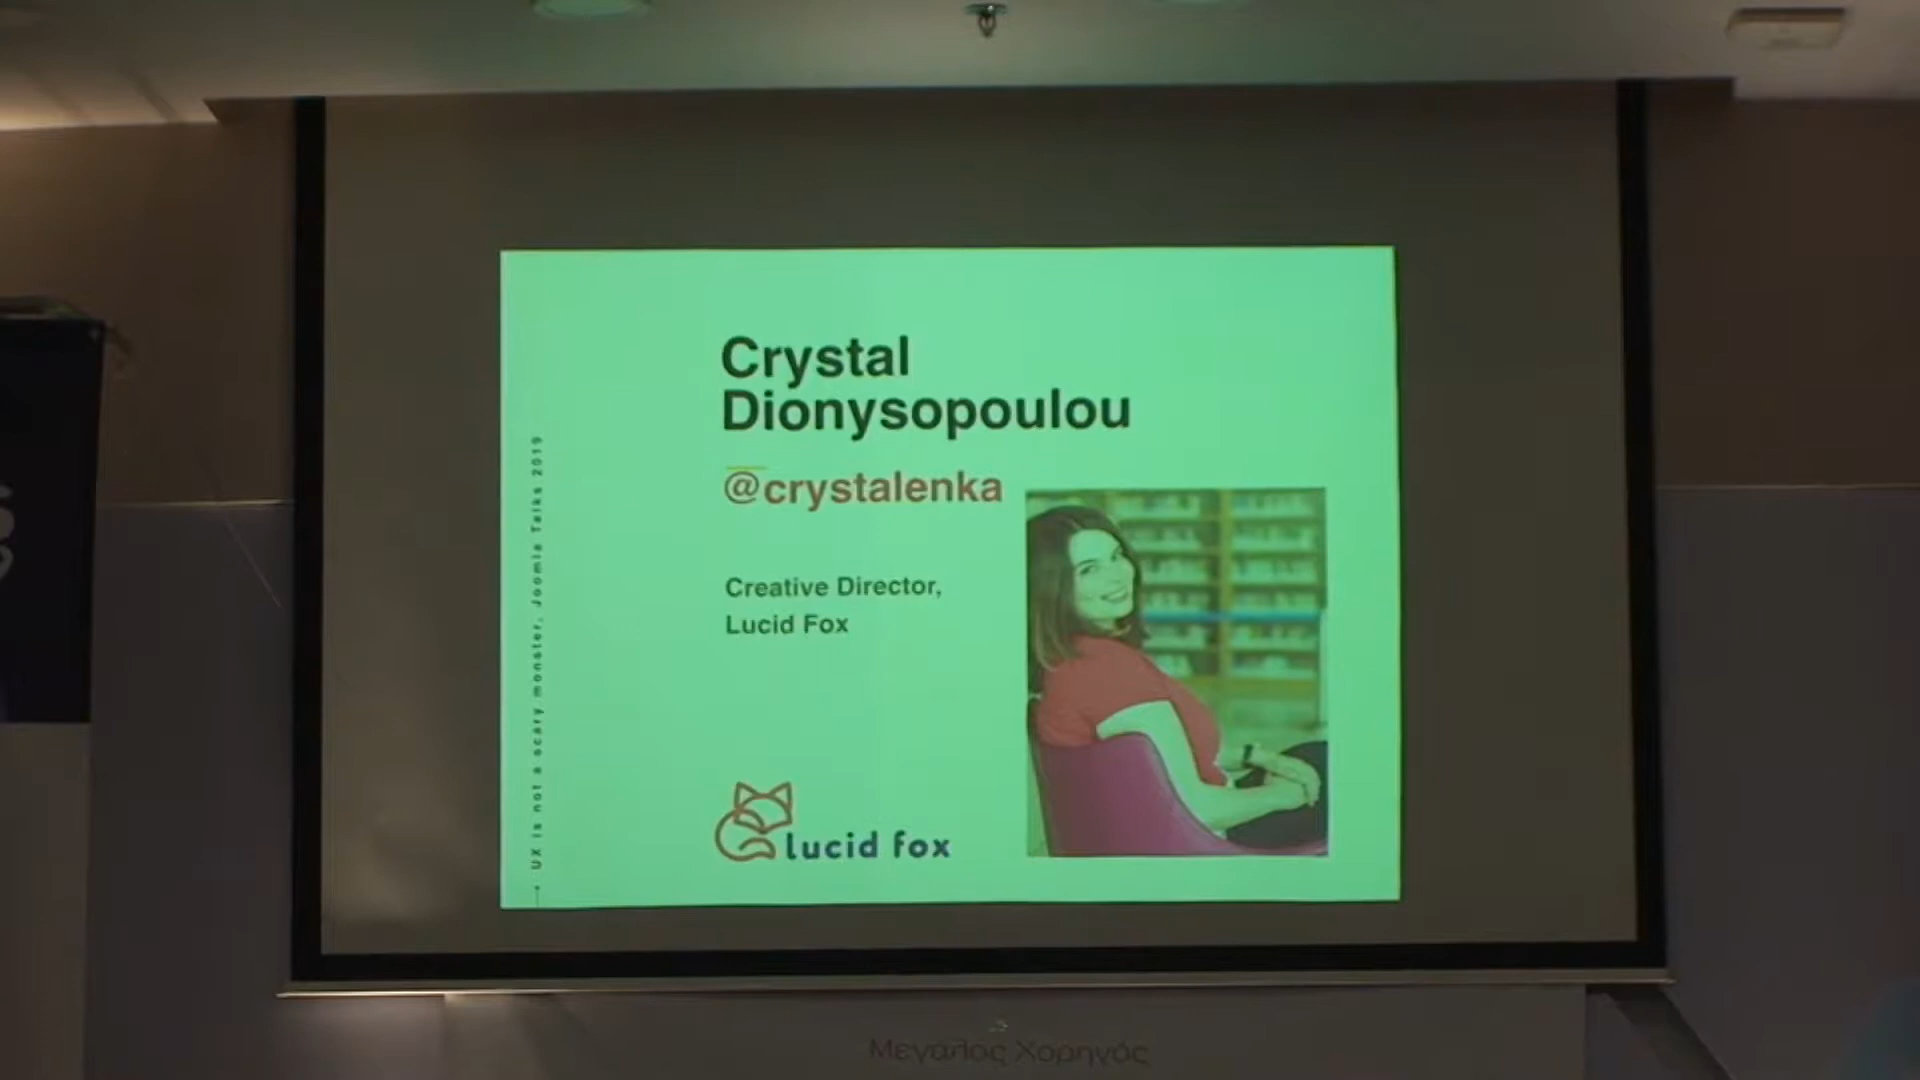 Crystal
Dionysopoulou
@crystalenka
Creative Director,
Lucid Fox
lucid fox
UX is not a scary monster, Joomla Talks 2019
Μεγάλος Χορηγός